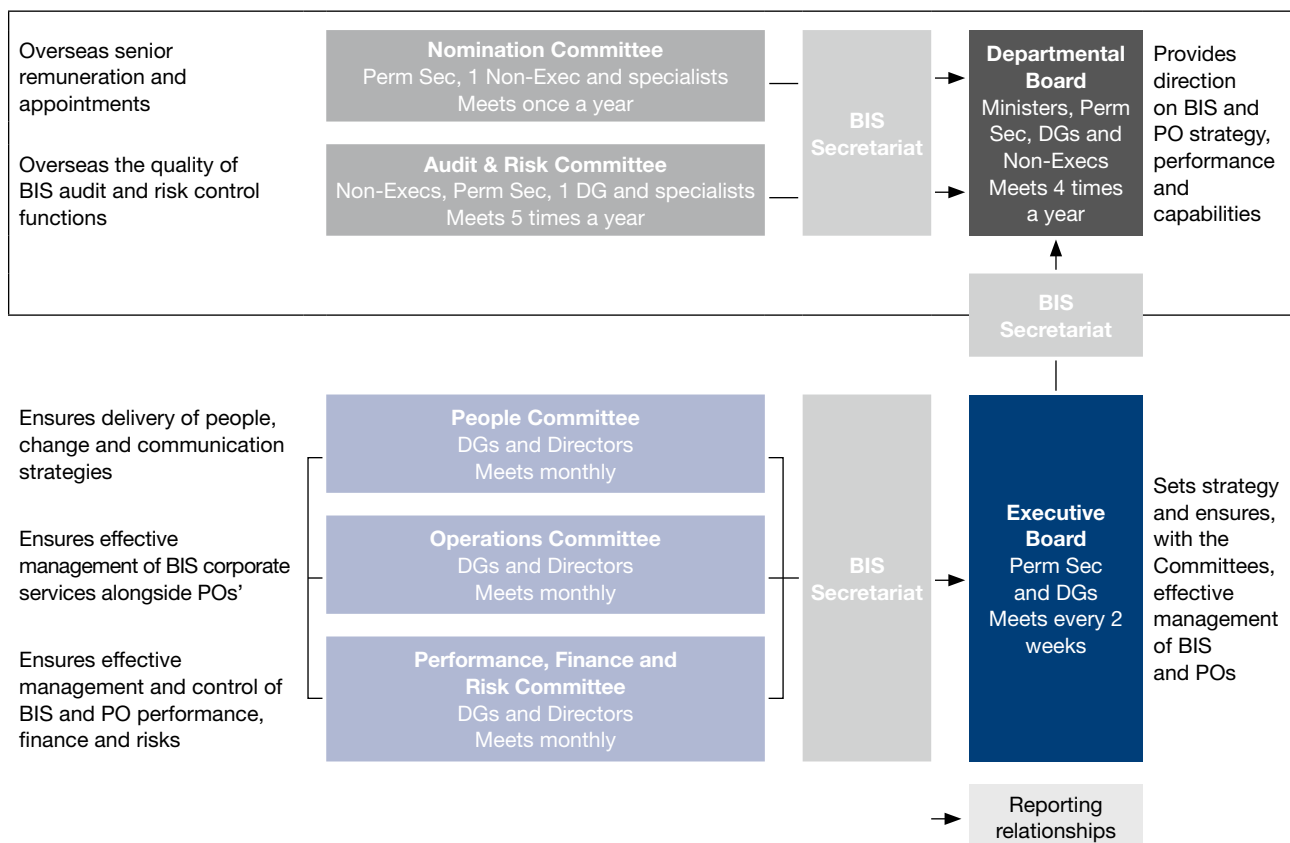 Overseas senior
remuneration and
appointments
Nomination Committee
Perm Sec, 1 Non-Exec and specialists
Meets once a year
BIS
Secretariat
Departmental
Board
Ministers, Perm
Sec, DGs and
Non-Execs
Meets 4 times
a year
Provides
direction
on BIS and
PO strategy,
performance
and
capabilities
Overseas the quality of
BIS audit and risk control
functions
Audit & Risk Committee
Non-Execs, Perm Sec, 1 DG and specialists
Meets 5 times a year
BIS
Secretariat
Ensures delivery of people,
change and communication
strategies
People Committee
DGs and Directors
Meets monthly
Ensures effective
management of BIS corporate
services alongside POs’
Operations Committee
DGs and Directors
Meets monthly
Ensures effective
management and control of
BIS and PO performance,
finance and risks
Performance, Finance and
Risk Committee
DGs and Directors
Meets monthly
BIS
Secretariat
Executive
Board
Perm Sec
and DGs
Meets every 2
weeks
Sets strategy
and ensures,
with the
Committees,
effective
management
of BIS
and POs
Reporting
relationships